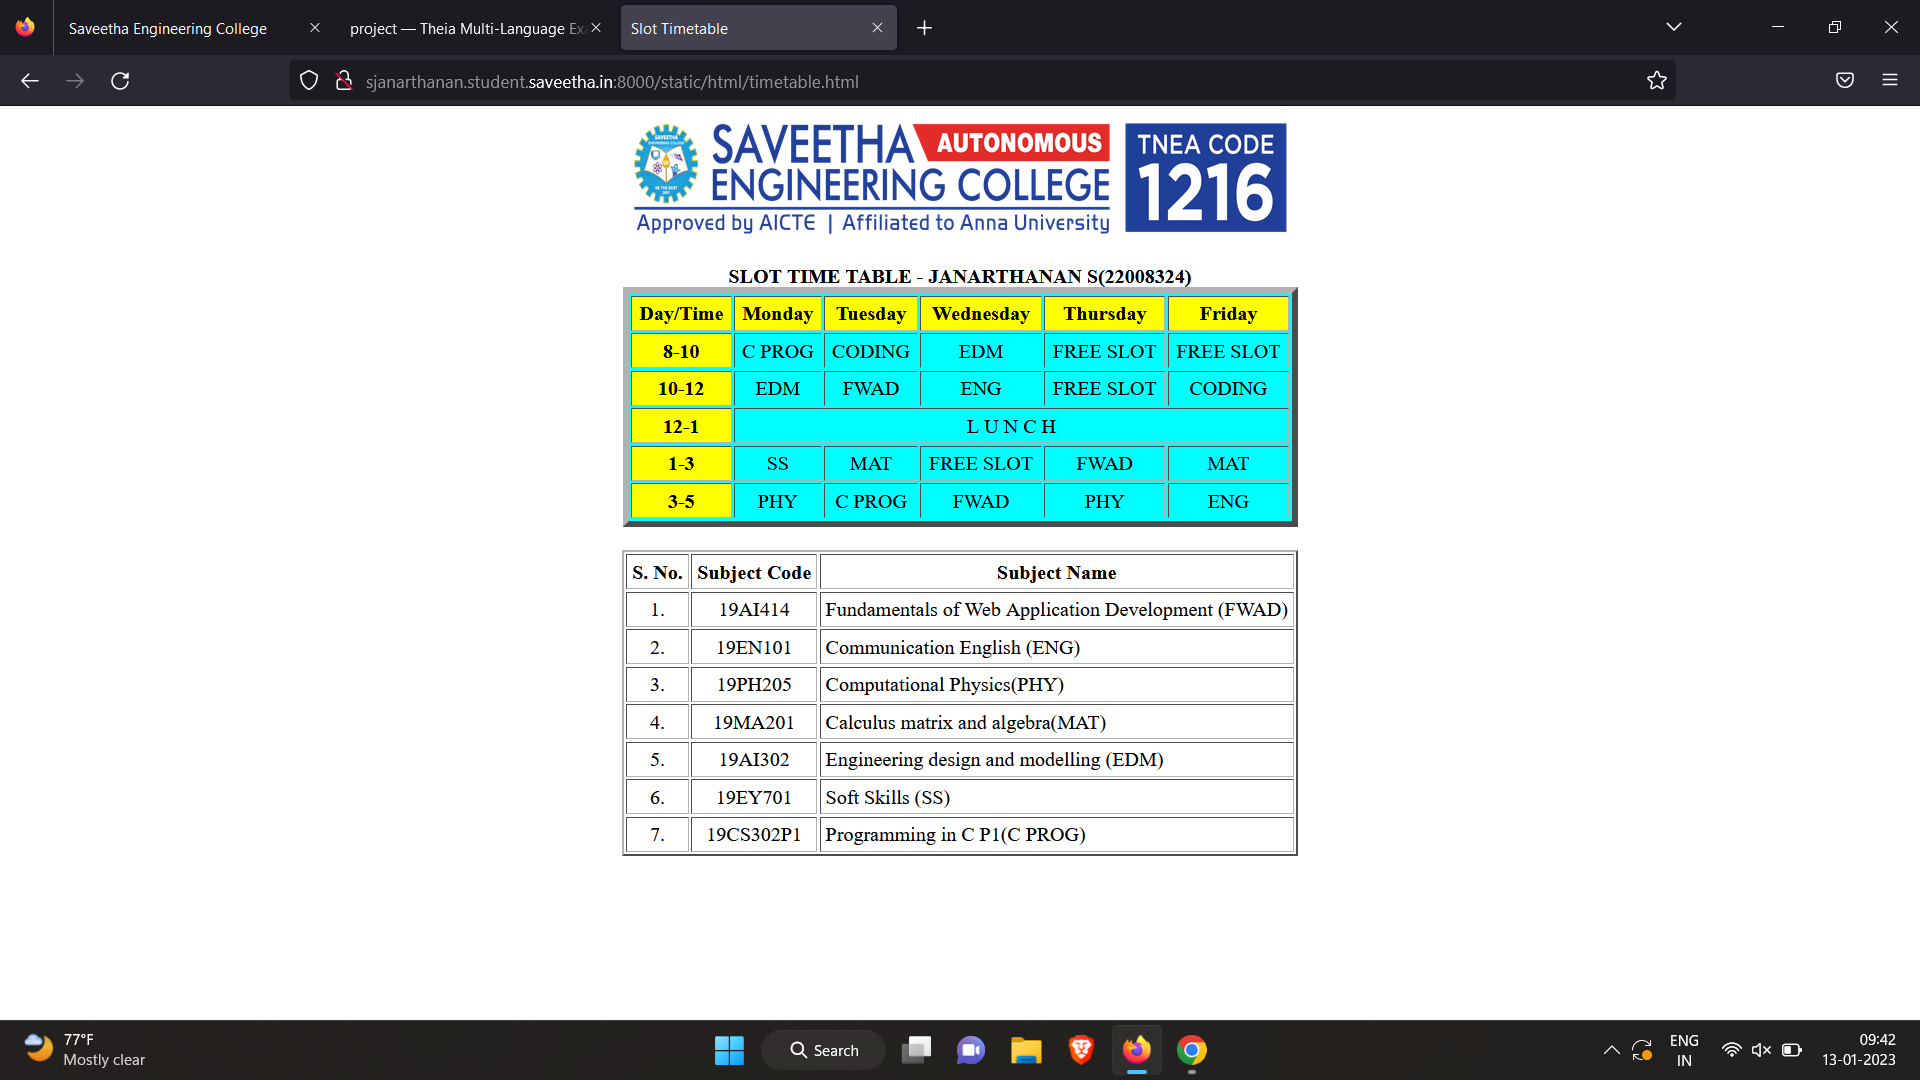 Saveetha Engineering College
project — Theia Multi-Language Ex
Slot Timetable
sjanarthanan.student.saveetha.in:8000/static/html/timetable.html
SAVEETHA AUTONOMOUS
ENGINEERING COLLEGE
Approved by AICTE | Affiliated to Anna University
TNEA CODE
1216
SLOT TIME TABLE - JANARTHANAN S(22008324)
Day/Time Monday Tuesday Wednesday Thursday Friday
8-10 C PROG CODING EDM FREE SLOT FREE SLOT
10-12 EDM FWAD ENG FREE SLOT CODING
12-1 L U N C H
1-3 SS MAT FREE SLOT FWAD MAT
3-5 PHY C PROG FWAD PHY ENG
S. No. Subject Code Subject Name
1. 19AI414 Fundamentals of Web Application Development (FWAD)
2. 19EN101 Communication English (ENG)
3. 19PH205 Computational Physics(PHY)
4. 19MA201 Calculus matrix and algebra(MAT)
5. 19AI302 Engineering design and modelling (EDM)
6. 19EY701 Soft Skills (SS)
7. 19CS302P1 Programming in C P1(C PROG)
77°F
Mostly clear
Search
ENG
IN
09:42
13-01-2023